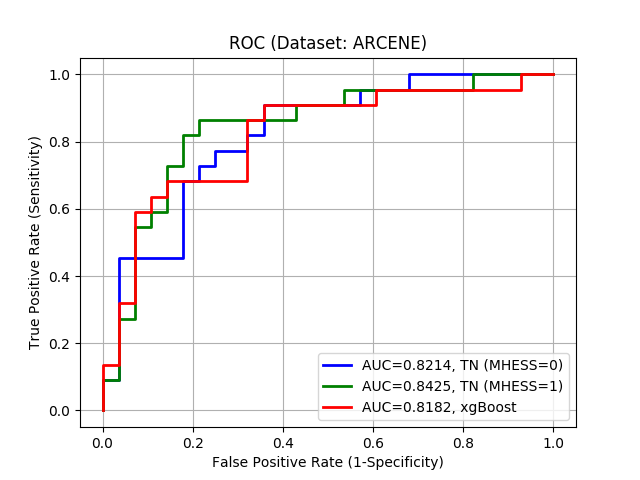 ROC (Dataset: ARCENE)
True Positive Rate (Sensitivity)
1.0
0.8
0.6
0.4
0.2
0.0
AUC=0.8214, TN (MHESS=0)
AUC=0.8425, TN (MHESS=1)
AUC=0.8182, xgBoost
0.0 0.2 0.4 0.6 0.8 1.0
False Positive Rate (1-Specificity)